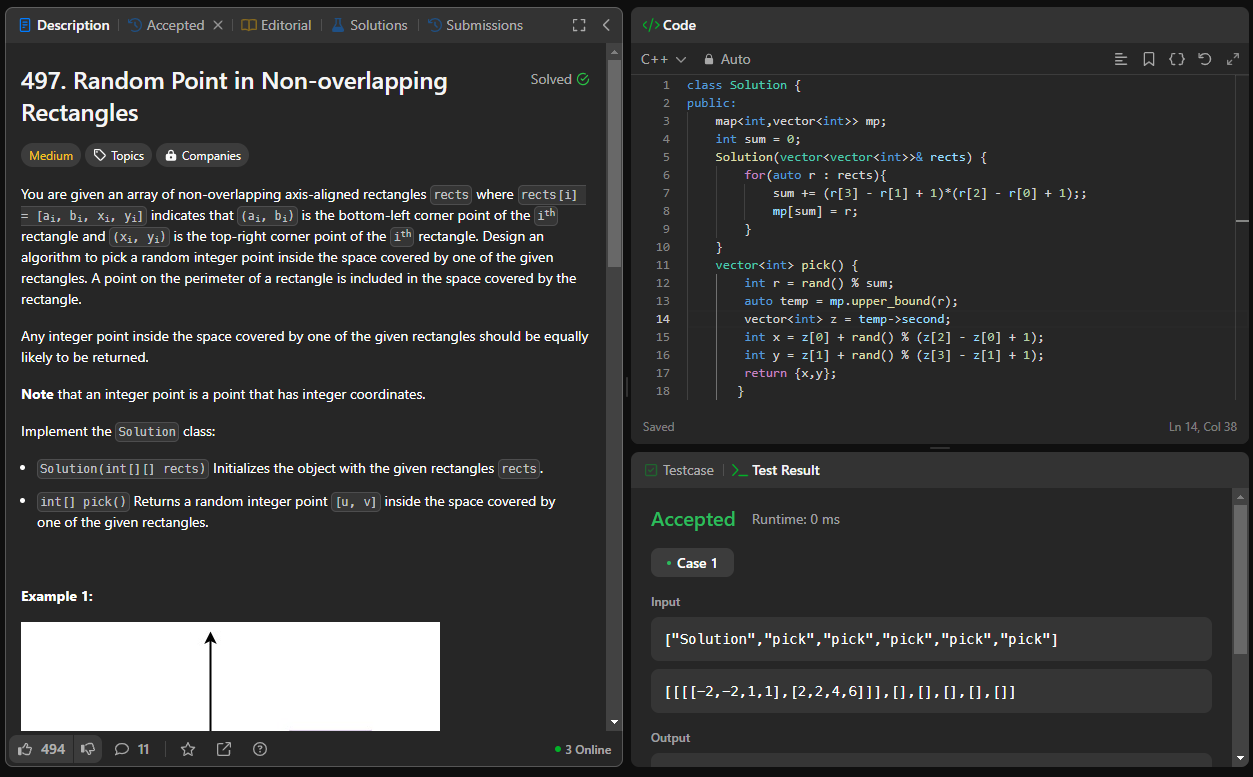 Description
Accepted
Editorial
Solutions
Submissions
497. Random Point in Non-overlapping
Rectangles
Solved
Medium
Topics
Companies
You are given an array of non-overlapping axis-aligned rectangles rects where rects[i]
= [ai, bi, xi, yi] indicates that (ai, bi) is the bottom-left corner point of the ith
rectangle and (xi, yi) is the top-right corner point of the ith rectangle. Design an
algorithm to pick a random integer point inside the space covered by one of the given
rectangles. A point on the perimeter of a rectangle is included in the space covered by the
rectangle.
Any integer point inside the space covered by one of the given rectangles should be equally
likely to be returned.
Note that an integer point is a point that has integer coordinates.
Implement the Solution class:
• Solution(int[][] rects) Initializes the object with the given rectangles rects.
• int[] pick() Returns a random integer point [u, v] inside the space covered by
one of the given rectangles.
Example 1:
494
11
3 Online
</> Code
C++
Auto
1 class Solution {
2 public:
3 map<int,vector<int>> mp;
4 int sum = 0;
5 Solution(vector<vector<int>>& rects) {
6 for(auto r : rects){
7 sum += (r[3] - r[1] + 1)*(r[2] - r[0] + 1);;
8 mp[sum] = r;
9 }
10 }
11 vector<int> pick() {
12 int r = rand() % sum;
13 auto temp = mp.upper_bound(r);
14 vector<int> z = temp->second;
15 int x = z[0] + rand() % (z[2] - z[0] + 1);
16 int y = z[1] + rand() % (z[3] - z[1] + 1);
17 return {x,y};
18 }
Saved
Ln 14, Col 38
Testcase
Test Result
Accepted
Runtime: 0 ms
• Case 1
Input
["Solution","pick","pick","pick","pick","pick"]
[[[[-2,-2,1,1],[2,2,4,6]]],[],[],[],[],[]]
Output